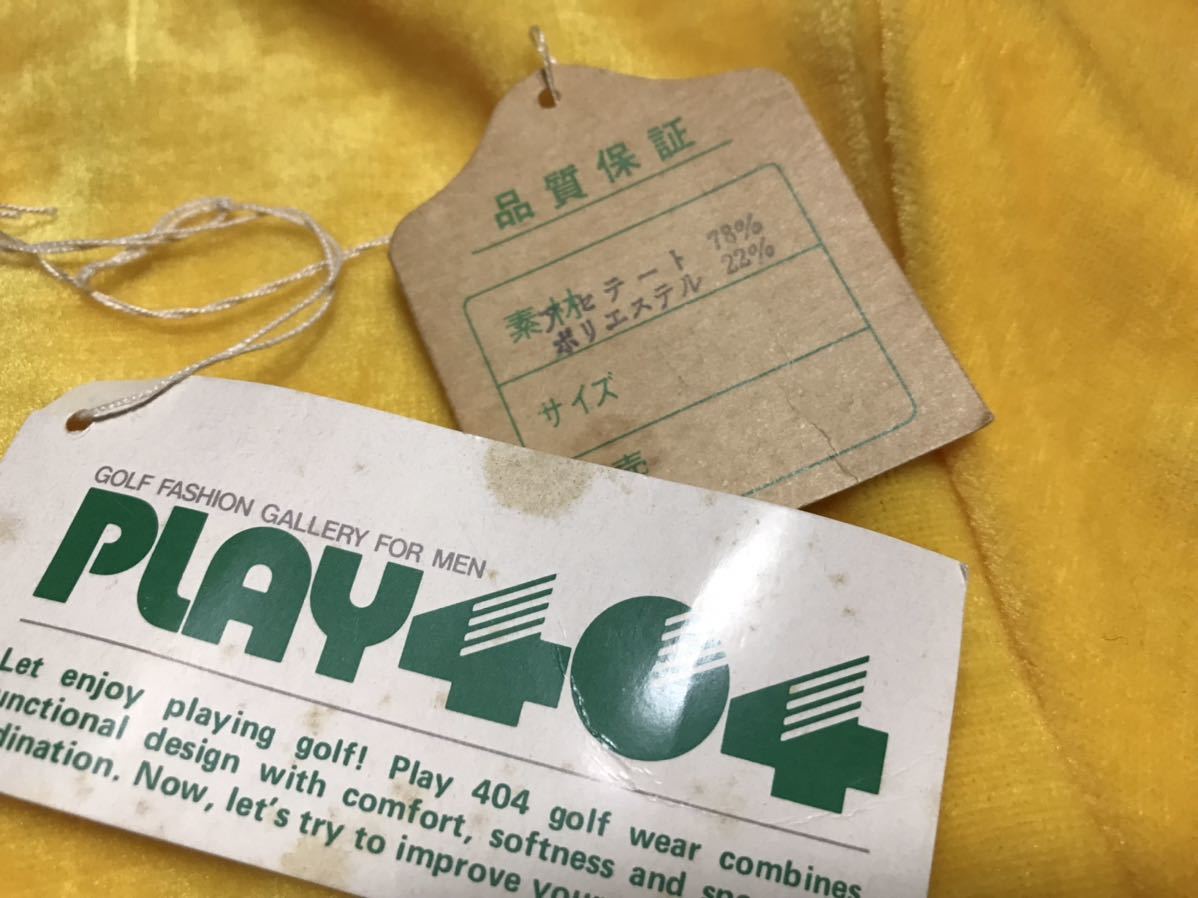 品質保証
素材
アセテート 78%
ポリエステル 22%
サイズ
売
GOLF FASHION GALLERY FOR MEN
PLAY404
Let enjoy playing golf! Play 404 golf wear combines
unctional design with comfort, softness and
dination. Now, let's try to improve your